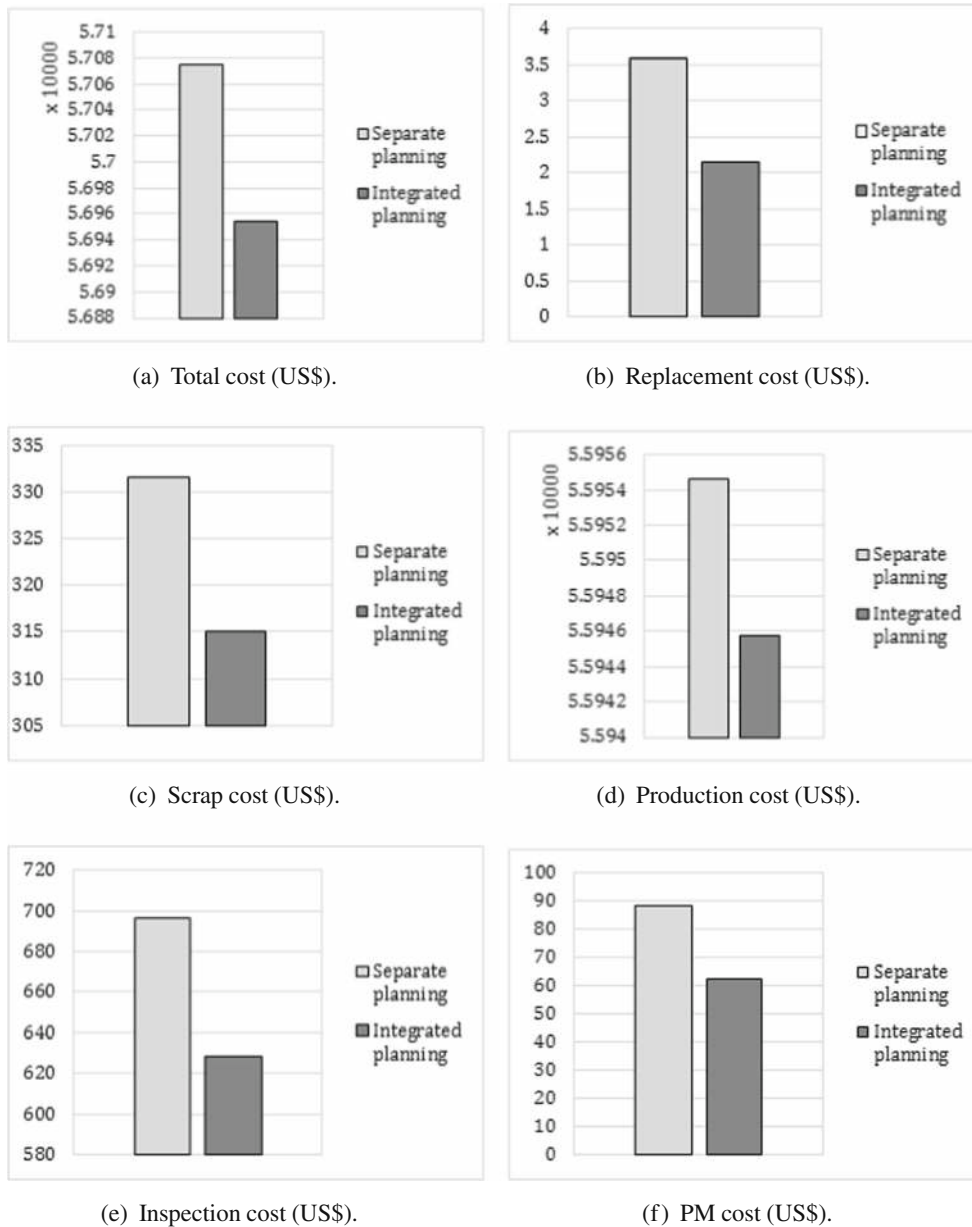 x 10000
5.71
5.708
5.706
5.704
5.702
5.7
5.698
5.696
5.694
5.692
5.69
5.688
Separate
planning
Integrated
planning
(a) Total cost (US$).
4
3.5
3
2.5
2
1.5
1
0.5
0
Separate
planning
Integrated
planning
(b) Replacement cost (US$).
335
330
325
320
315
310
305
Separate
planning
Integrated
planning
(c) Scrap cost (US$).
x 10000
5.5956
5.5954
5.5952
5.595
5.5948
5.5946
5.5944
5.5942
5.594
Separate
planning
Integrated
planning
(d) Production cost (US$).
720
700
680
660
640
620
600
580
Separate
planning
Integrated
planning
(e) Inspection cost (US$).
100
90
80
70
60
50
40
30
20
10
0
Separate
planning
Integrated
planning
(f) PM cost (US$).